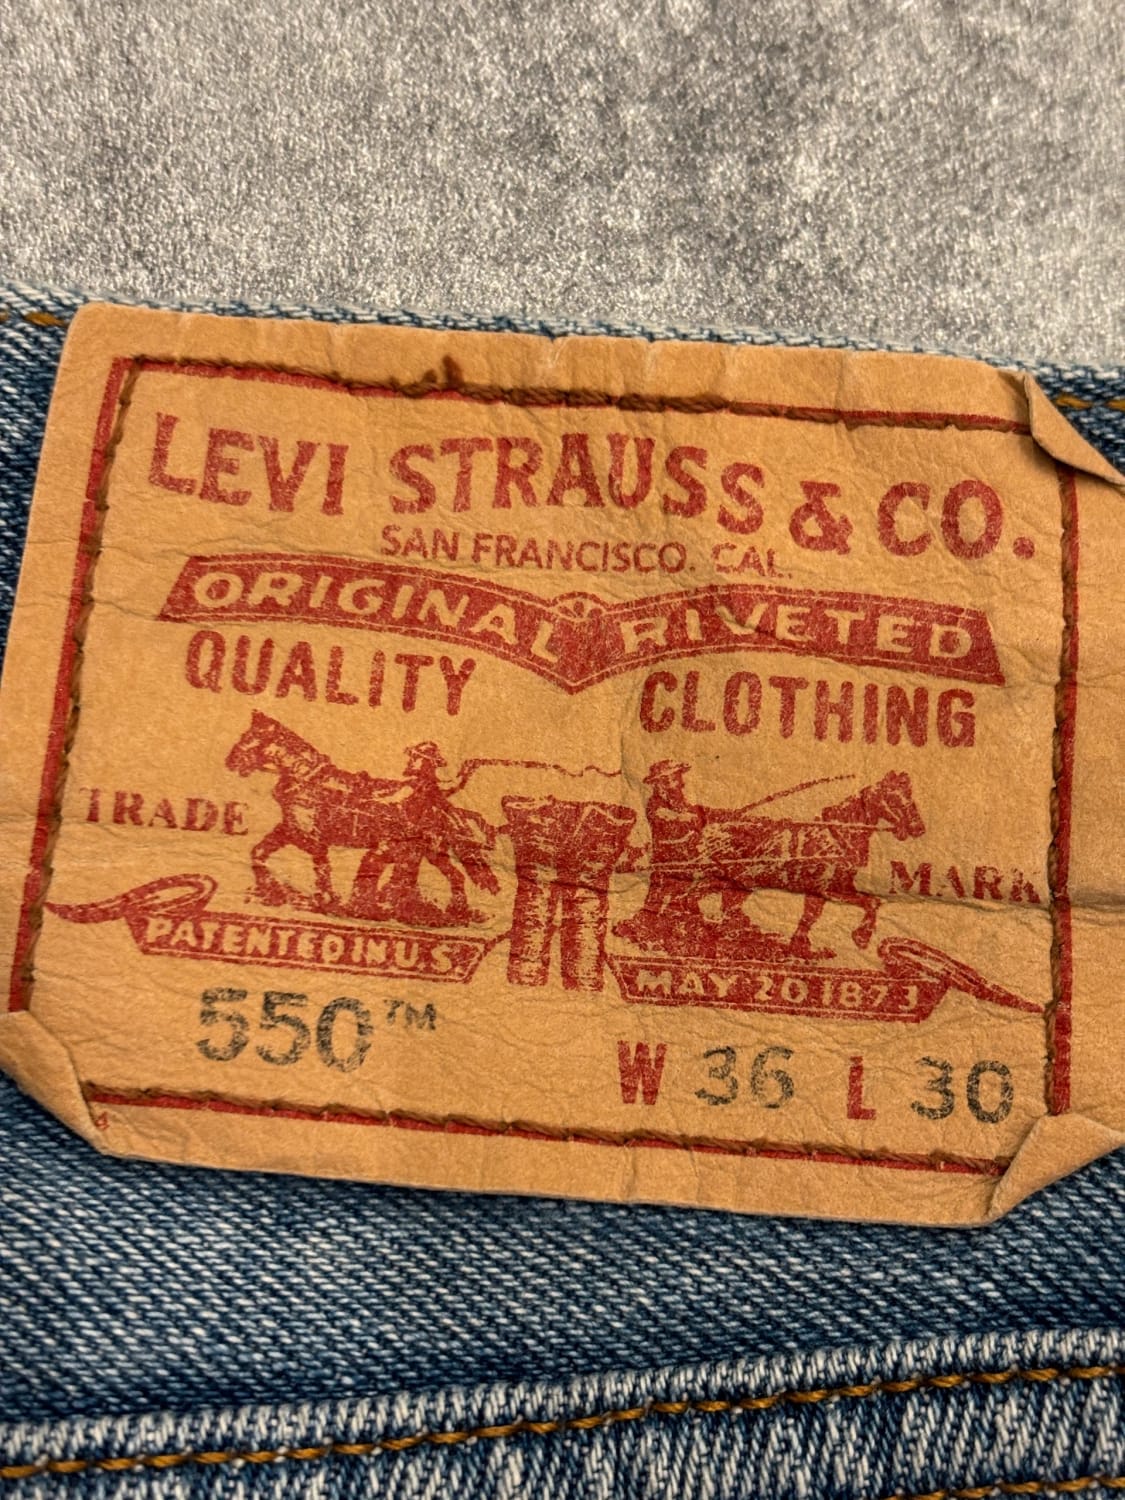 LEVI STRAUSS & CO.
SAN FRANCISCO. CAL.
ORIGINAL RIVETED
QUALITY CLOTHING
TRADE MARK
PATENTED IN U.S. MAY 20 1873
550™ W 36 L 30